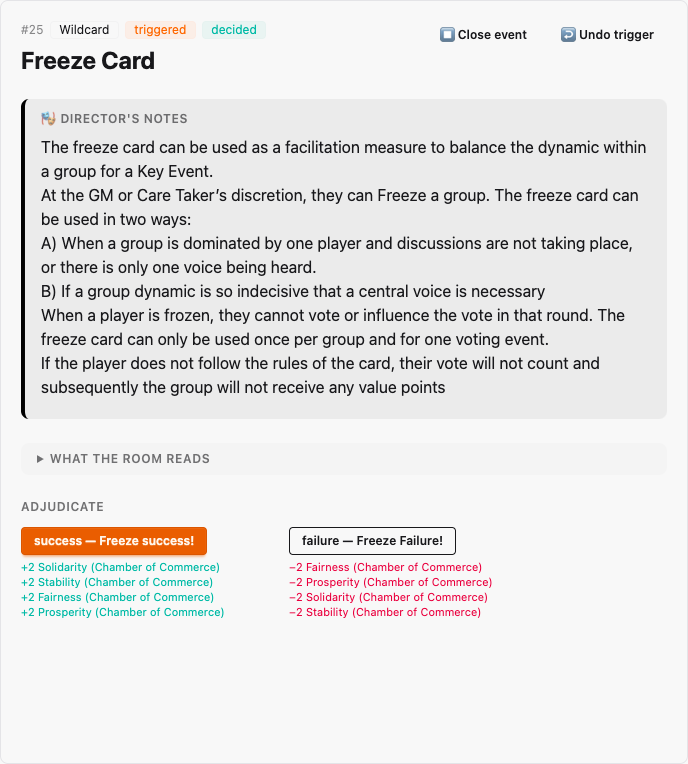 #25 Wildcard triggered decided
Close event Undo trigger
Freeze Card
DIRECTOR'S NOTES
The freeze card can be used as a facilitation measure to balance the dynamic within
a group for a Key Event.
At the GM or Care Taker’s discretion, they can Freeze a group. The freeze card can
be used in two ways:
A) When a group is dominated by one player and discussions are not taking place,
or there is only one voice being heard.
B) If a group dynamic is so indecisive that a central voice is necessary
When a player is frozen, they cannot vote or influence the vote in that round. The
freeze card can only be used once per group and for one voting event.
If the player does not follow the rules of the card, their vote will not count and
subsequently the group will not receive any value points
WHAT THE ROOM READS
ADJUDICATE
success — Freeze success!
+2 Solidarity (Chamber of Commerce)
+2 Stability (Chamber of Commerce)
+2 Fairness (Chamber of Commerce)
+2 Prosperity (Chamber of Commerce)
failure — Freeze Failure!
−2 Fairness (Chamber of Commerce)
−2 Prosperity (Chamber of Commerce)
−2 Solidarity (Chamber of Commerce)
−2 Stability (Chamber of Commerce)